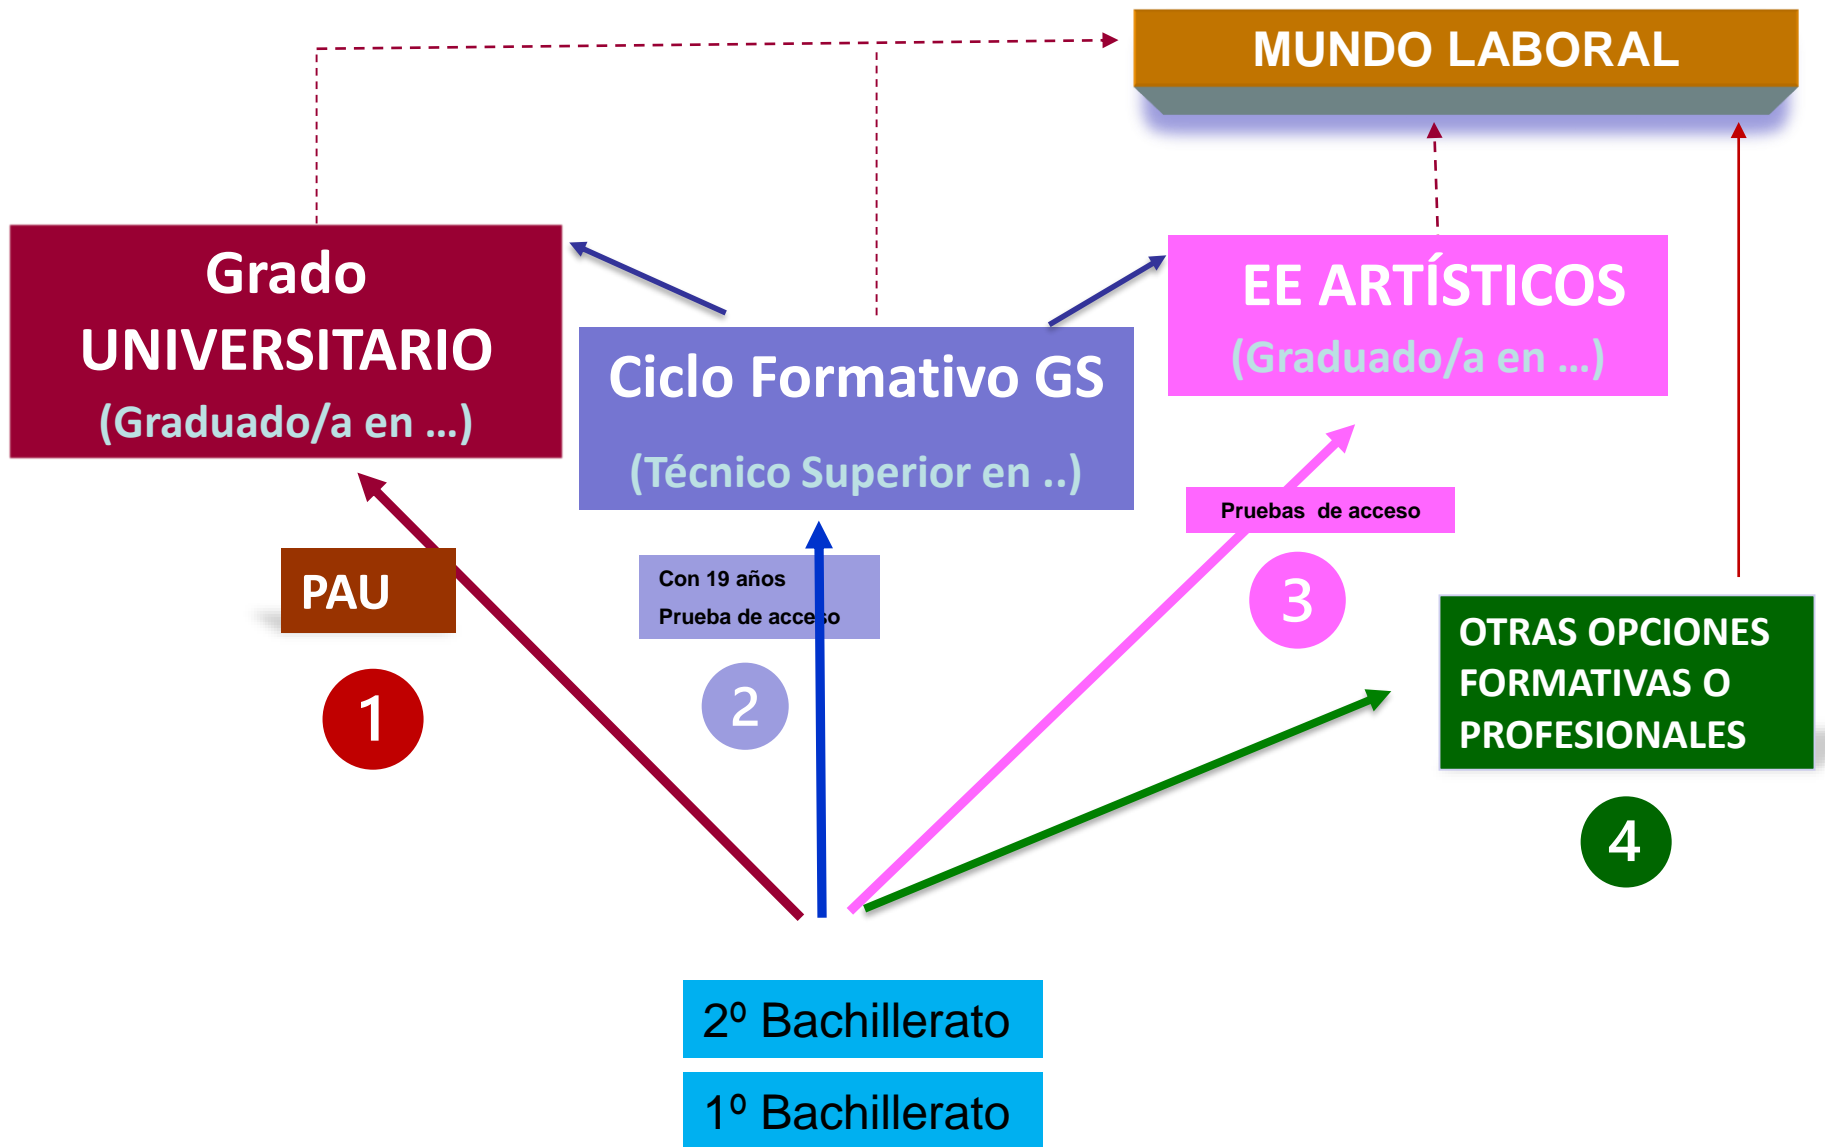 MUNDO LABORAL
Grado
UNIVERSITARIO
(Graduado/a en ...)
Ciclo Formativo GS
(Técnico Superior en ..)
EE ARTÍSTICOS
(Graduado/a en ...)
PAU
1
Con 19 años
Prueba de acceso
2
Pruebas de acceso
3
OTRAS OPCIONES
FORMATIVAS O
PROFESIONALES
4
2º Bachillerato
1º Bachillerato